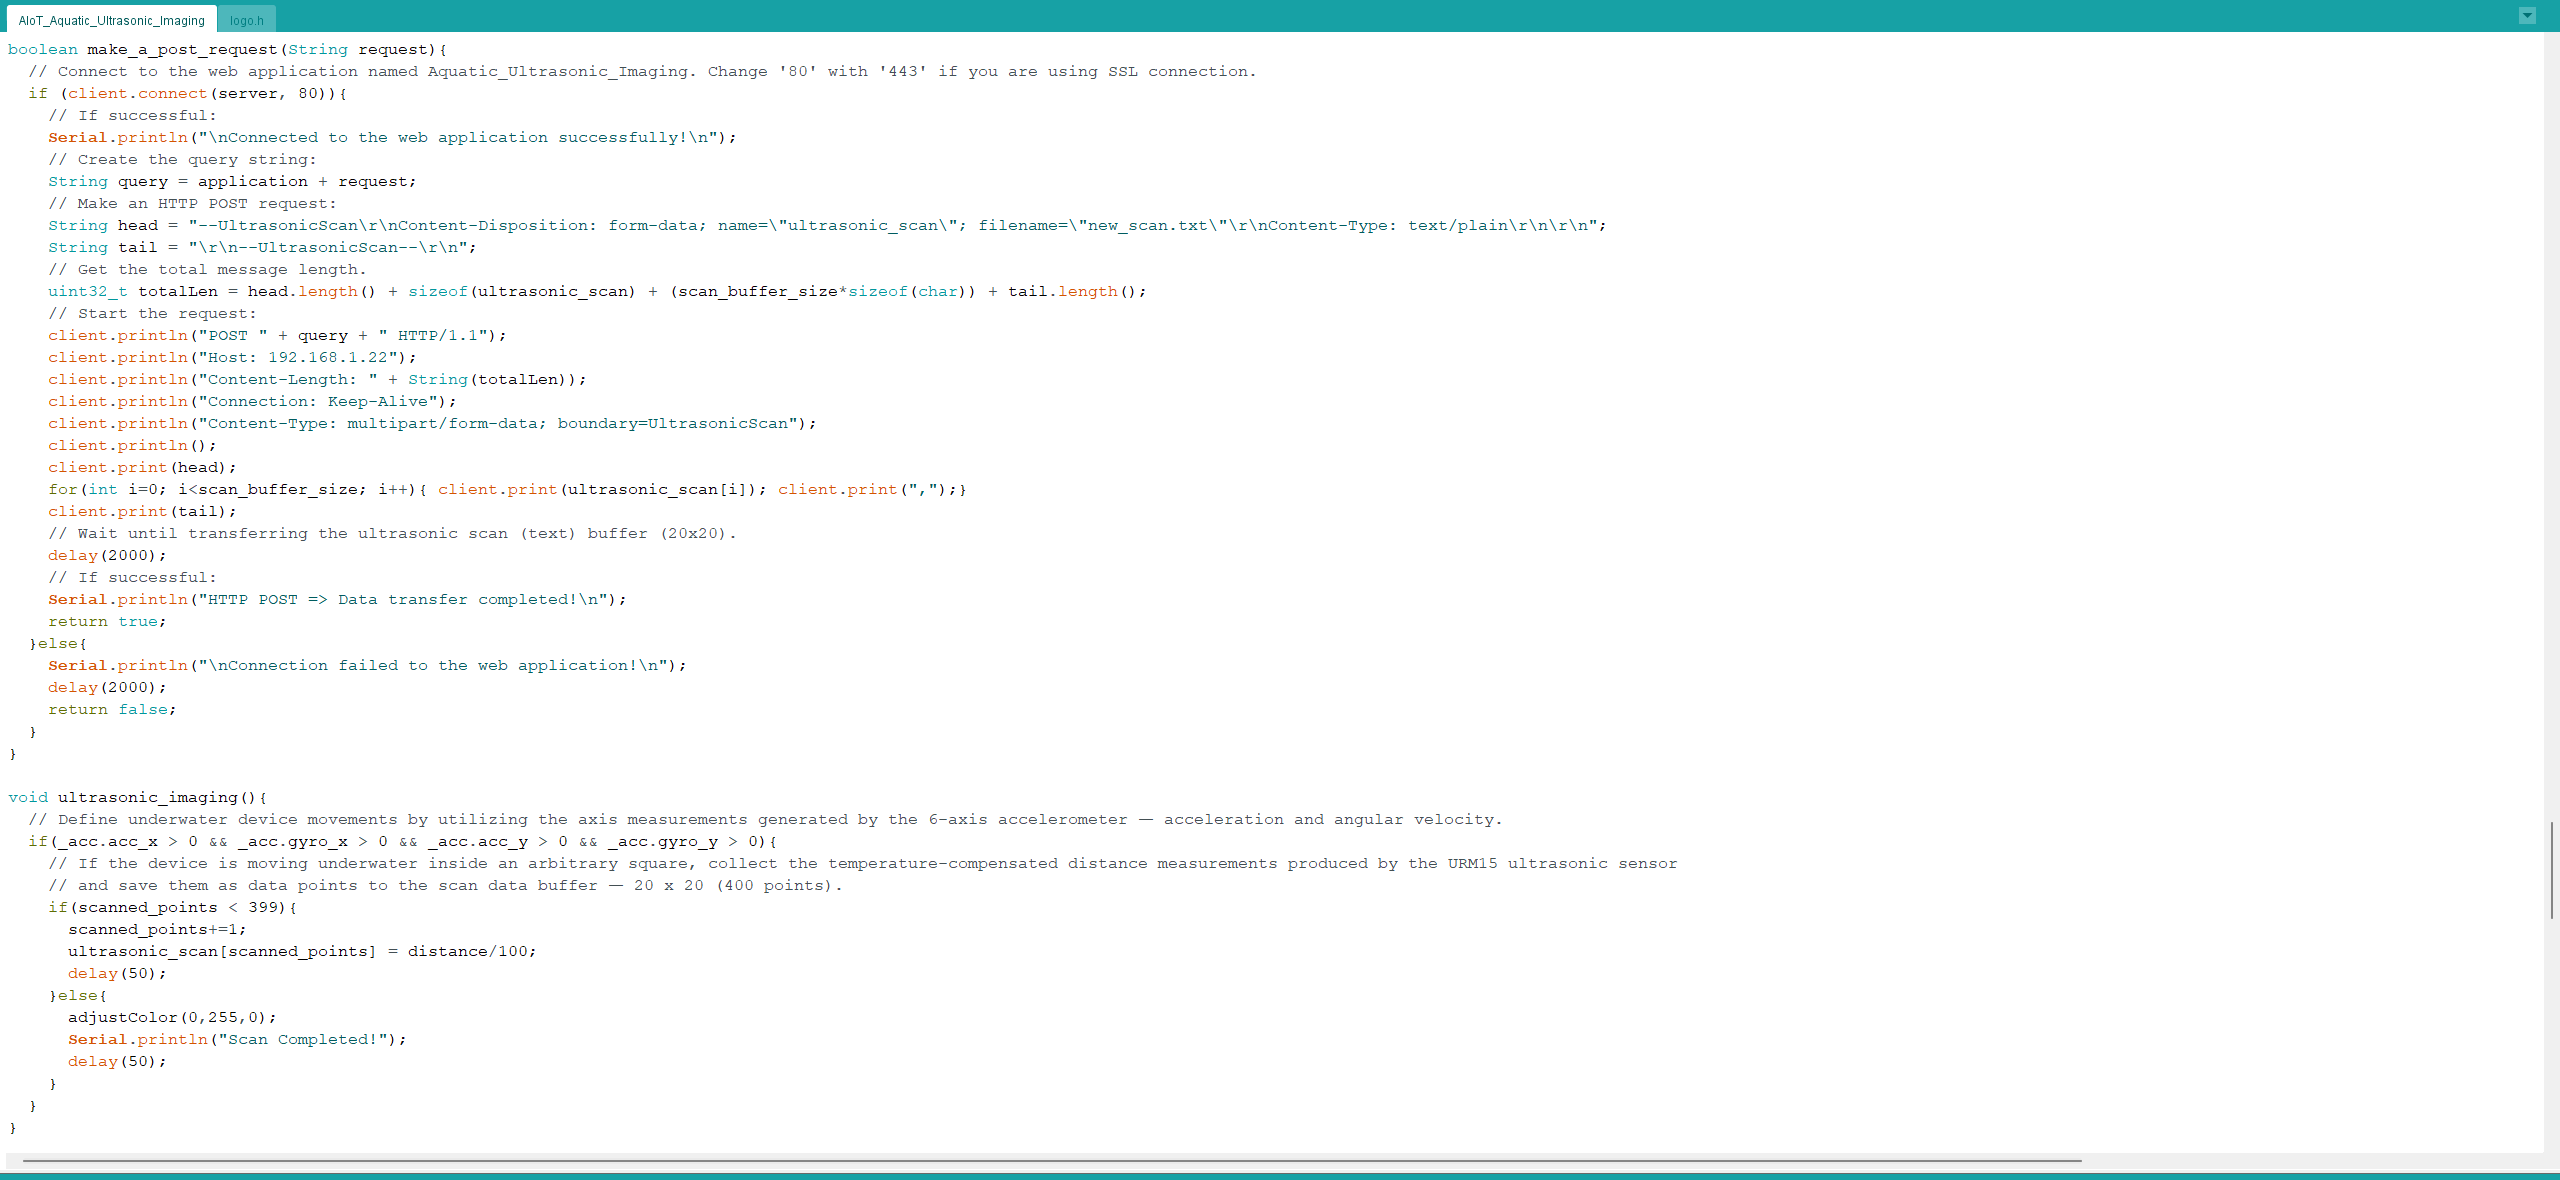 AIoT_Aquatic_Ultrasonic_Imaging
logo.h
boolean make_a_post_request(String request){
  // Connect to the web application named Aquatic_Ultrasonic_Imaging. Change '80' with '443' if you are using SSL connection.
  if (client.connect(server, 80)){
    // If successful:
    Serial.println("\nConnected to the web application successfully!\n");
    // Create the query string:
    String query = application + request;
    // Make an HTTP POST request:
    String head = "--UltrasonicScan\r\nContent-Disposition: form-data; name=\"ultrasonic_scan\"; filename=\"new_scan.txt\"\r\nContent-Type: text/plain\r\n\r\n";
    String tail = "\r\n--UltrasonicScan--\r\n";
    // Get the total message length.
    uint32_t totalLen = head.length() + sizeof(ultrasonic_scan) + (scan_buffer_size*sizeof(char)) + tail.length();
    // Start the request:
    client.println("POST " + query + " HTTP/1.1");
    client.println("Host: 192.168.1.22");
    client.println("Content-Length: " + String(totalLen));
    client.println("Connection: Keep-Alive");
    client.println("Content-Type: multipart/form-data; boundary=UltrasonicScan");
    client.println();
    client.print(head);
    for(int i=0; i<scan_buffer_size; i++){ client.print(ultrasonic_scan[i]); client.print(",");}
    client.print(tail);
    // Wait until transferring the ultrasonic scan (text) buffer (20x20).
    delay(2000);
    // If successful:
    Serial.println("HTTP POST => Data transfer completed!\n");
    return true;
  }else{
    Serial.println("\nConnection failed to the web application!\n");
    delay(2000);
    return false;
  }
}
void ultrasonic_imaging(){
  // Define underwater device movements by utilizing the axis measurements generated by the 6-axis accelerometer — acceleration and angular velocity.
  if(_acc.acc_x > 0 && _acc.gyro_x > 0 && _acc.acc_y > 0 && _acc.gyro_y > 0){
    // If the device is moving underwater inside an arbitrary square, collect the temperature-compensated distance measurements produced by the URM15 ultrasonic sensor
    // and save them as data points to the scan data buffer — 20 x 20 (400 points).
    if(scanned_points < 399){
      scanned_points+=1;
      ultrasonic_scan[scanned_points] = distance/100;
      delay(50);
    }else{
      adjustColor(0,255,0);
      Serial.println("Scan Completed!");
      delay(50);
    }
  }
}